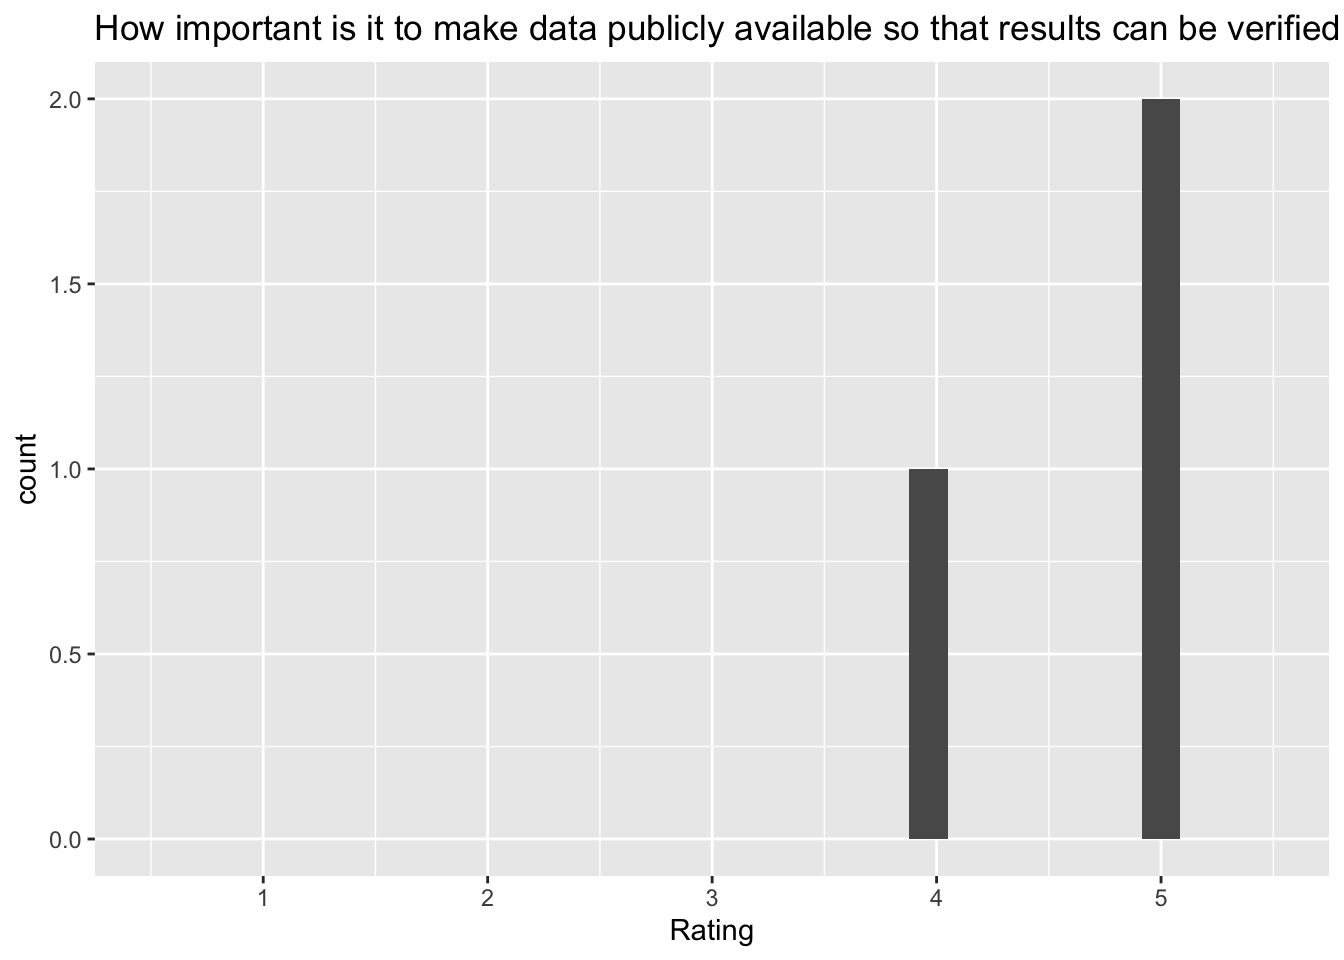 How important is it to make data publicly available so that results can be verified
2.0
1.5
1.0
0.5
0.0
count
1 2 3 4 5
Rating